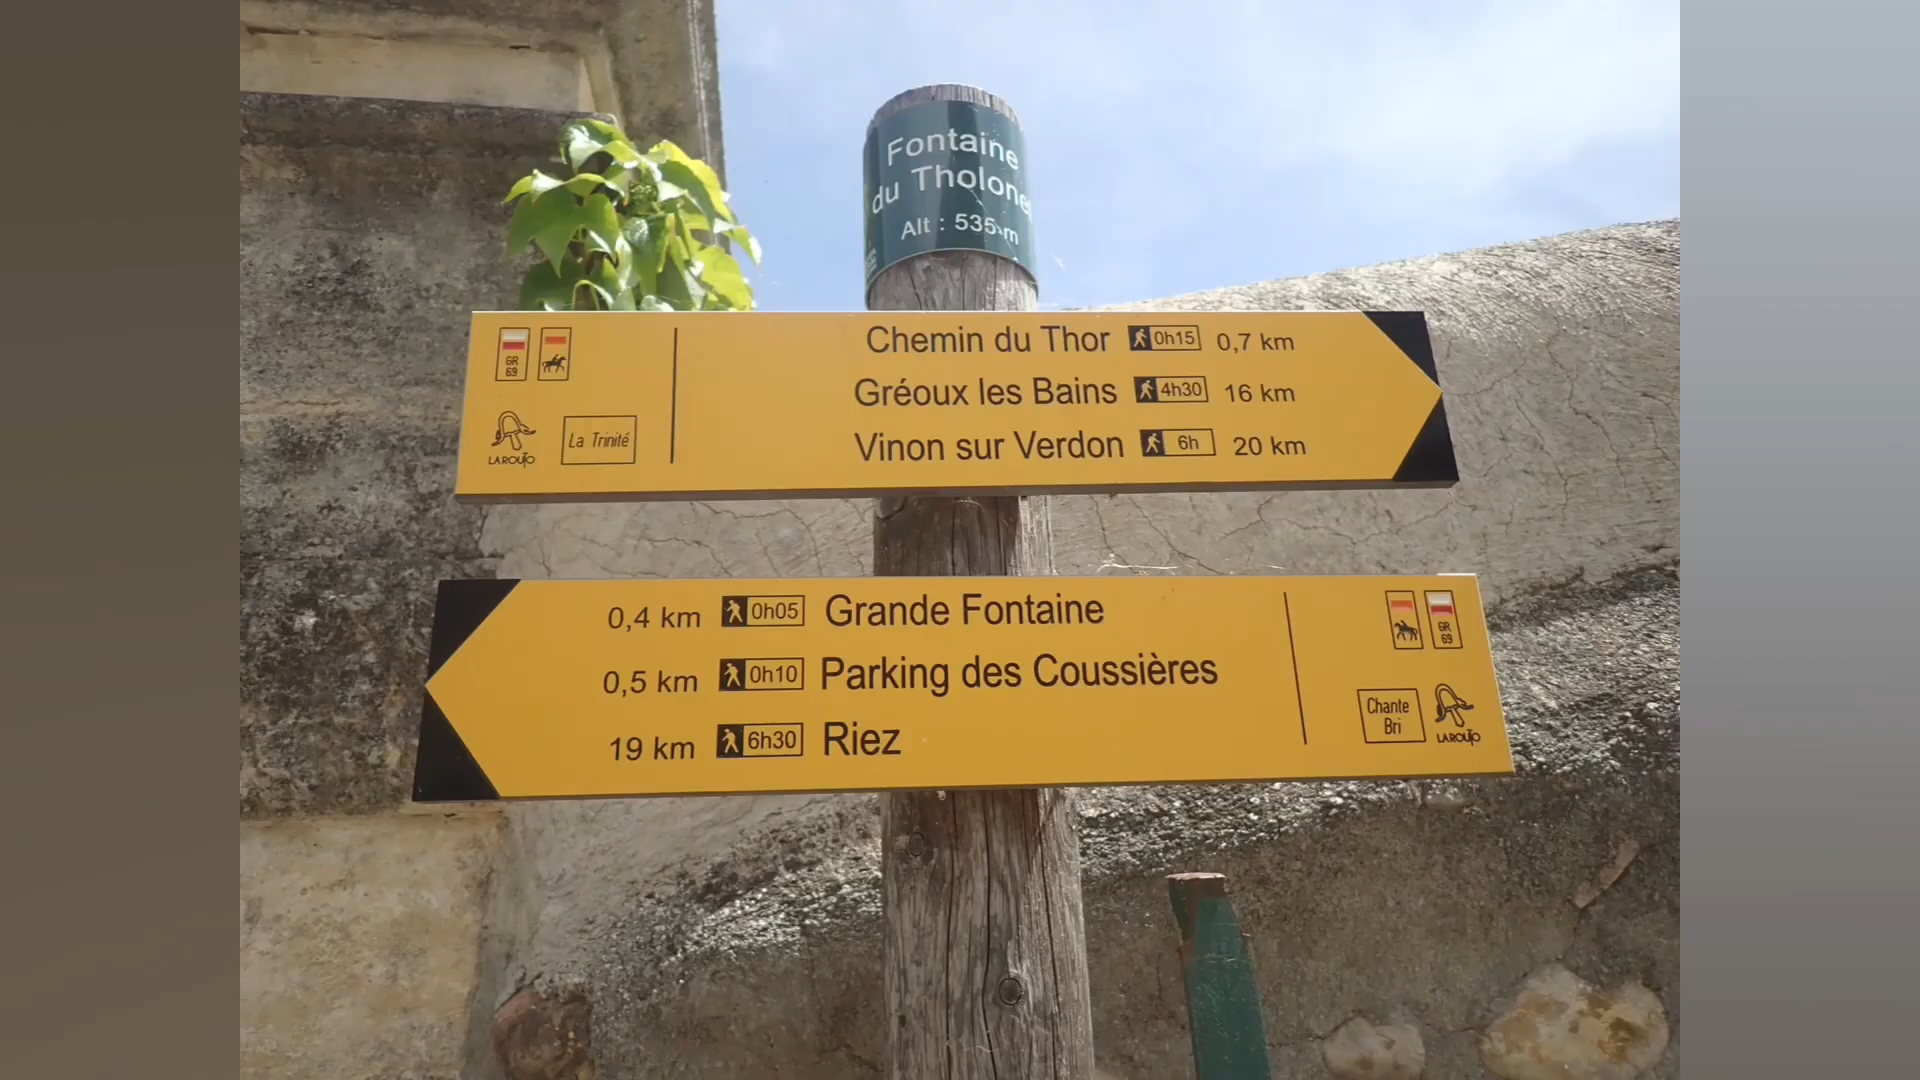 Fontaine
du Tholonet
Alt : 535 m
GR
69
LA ROUTO
La Trinité
Chemin du Thor 0h15 0,7 km
Gréoux les Bains 4h30 16 km
Vinon sur Verdon 6h 20 km
0,4 km 0h05 Grande Fontaine
0,5 km 0h10 Parking des Coussières
19 km 6h30 Riez
GR
69
Chante
Bri
LA ROUTO